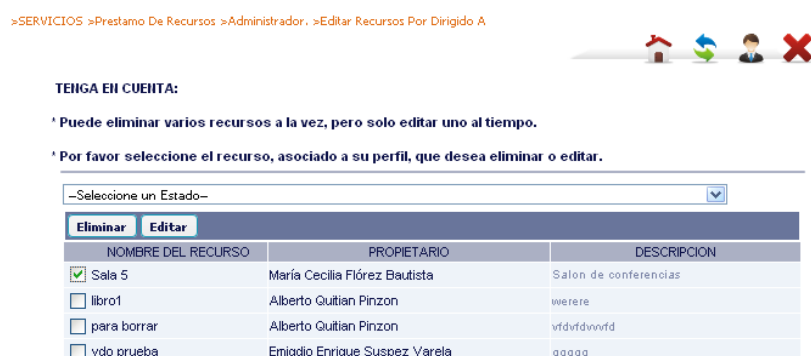 >SERVICIOS >Prestamo De Recursos >Administrador. >Editar Recursos Por Dirigido A
TENGA EN CUENTA:
* Puede eliminar varios recursos a la vez, pero solo editar uno al tiempo.
* Por favor seleccione el recurso, asociado a su perfil, que desea eliminar o editar.
--Seleccione un Estado--
Eliminar Editar
NOMBRE DEL RECURSO PROPIETARIO DESCRIPCION
Sala 5 María Cecilia Flórez Bautista Salon de conferencias
libro1 Alberto Quitian Pinzon werere
para borrar Alberto Quitian Pinzon
vdo prueba Emigdio Enrique Suspez Varela ggggg